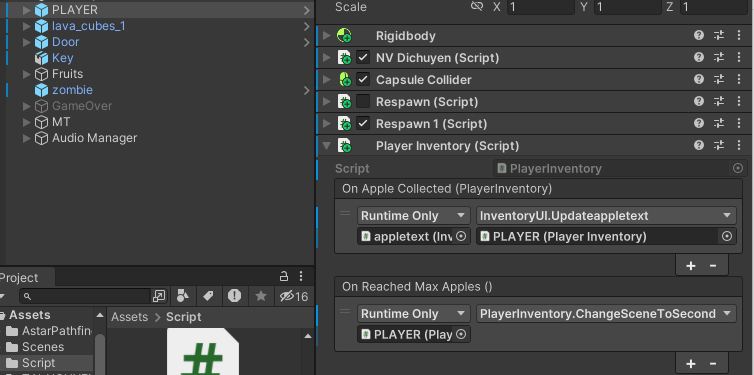 PLAYER
lava_cubes_1
Door
Key
Fruits
zombie
GameOver
MT
Audio Manager
Project
16
Assets
AstarPathfin
Scenes
Script
Assets > Script
#
Scale X 1 Y 1 Z 1
Rigidbody
NV Dichuyen (Script)
Capsule Collider
Respawn (Script)
Respawn 1 (Script)
Player Inventory (Script)
Script PlayerInventory
On Apple Collected (PlayerInventory)
Runtime Only InventoryUI.Updateappletext
appletext (Inv PLAYER (Player Inventory)
+ -
On Reached Max Apples ()
Runtime Only PlayerInventory.ChangeSceneToSecond
PLAYER (Play
+ -